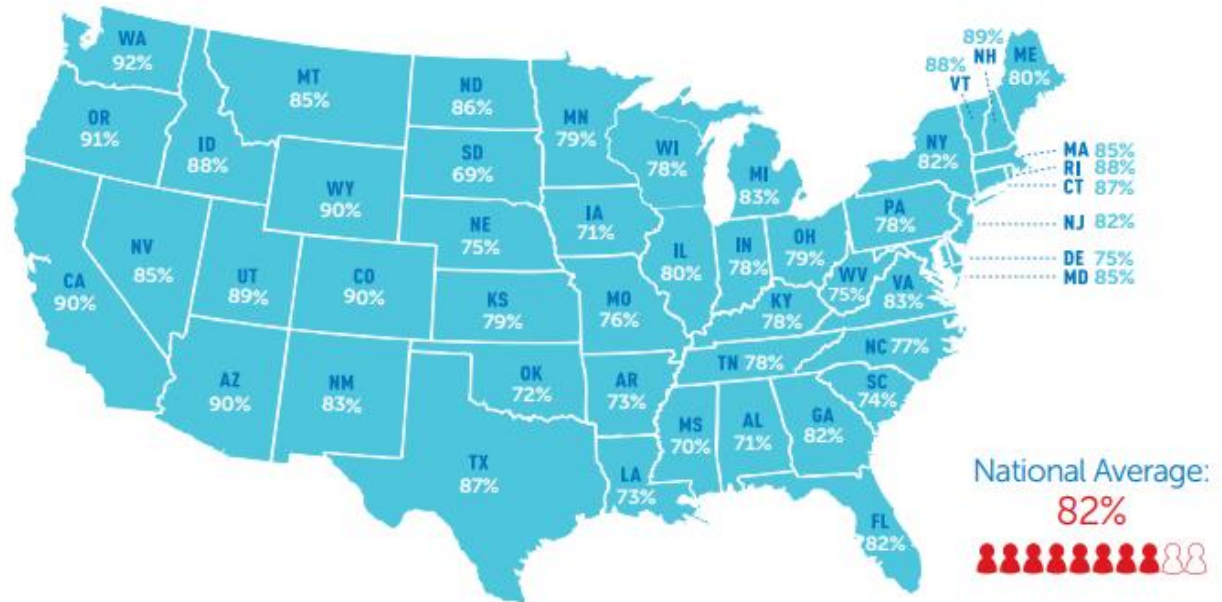 WA
92%
OR
91%
CA
90%
NV
85%
ID
88%
MT
85%
WY
90%
UT
89%
CO
90%
AZ
90%
NM
83%
ND
86%
SD
69%
NE
75%
KS
79%
OK
72%
TX
87%
MN
79%
IA
71%
MO
76%
AR
73%
LA
73%
WI
78%
IL
80%
MI
83%
IN
78%
OH
79%
KY
78%
TN 78%
MS
70%
AL
71%
GA
82%
FL
82%
SC
74%
NC 77%
WV
75%
VA
83%
PA
78%
NY
82%
88%
VT
89%
NH
ME
80%
MA 85%
RI 88%
CT 87%
NJ 82%
DE 75%
MD 85%
National Average:
82%